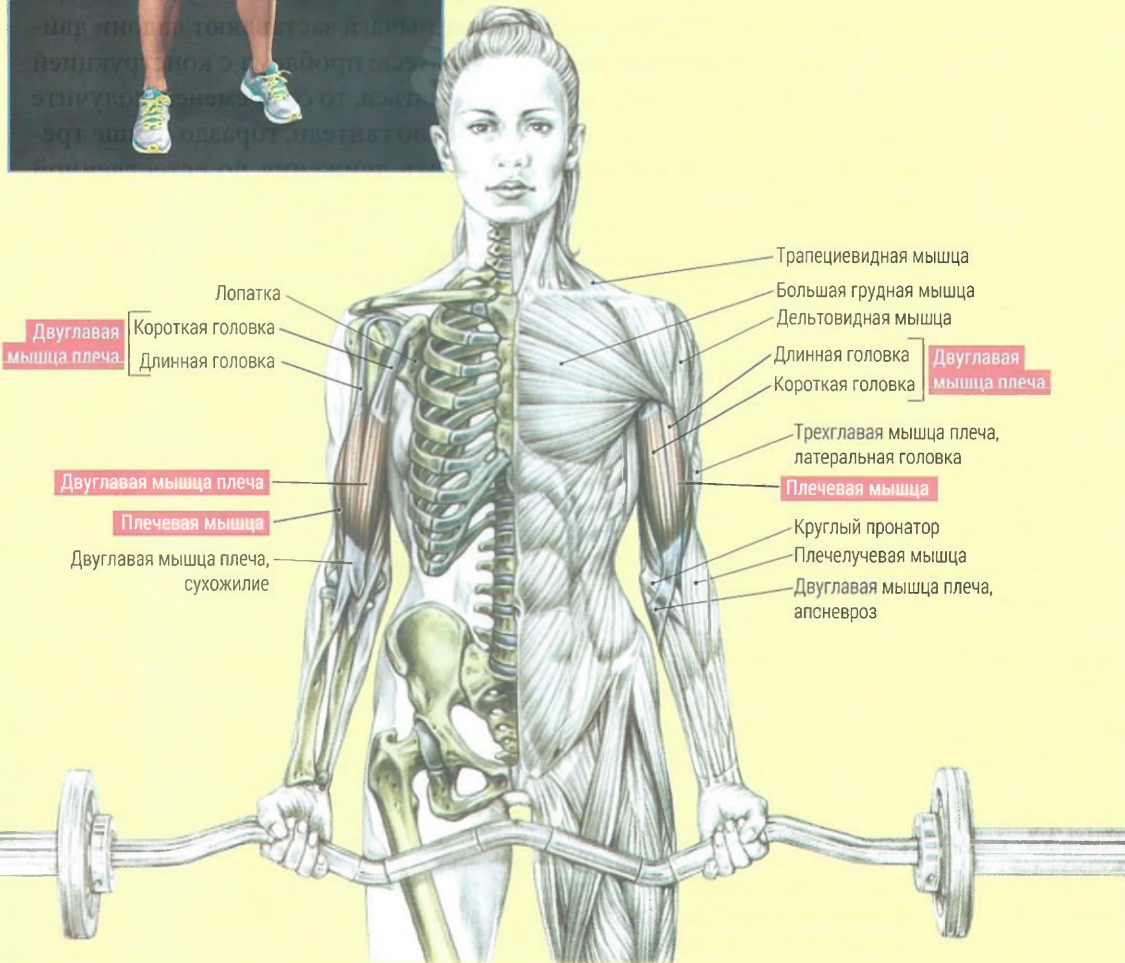 Лопатка
Двуглавая
мышца плеча
Короткая головка
Длинная головка
Двуглавая мышца плеча
Плечевая мышца
Двуглавая мышца плеча,
сухожилие
Трапециевидная мышца
Большая грудная мышца
Дельтовидная мышца
Длинная головка
Короткая головка
Двуглавая
мышца плеча
Трехглавая мышца плеча,
латеральная головка
Плечевая мышца
Круглый пронатор
Плечелучевая мышца
Двуглавая мышца плеча,
апоневроз